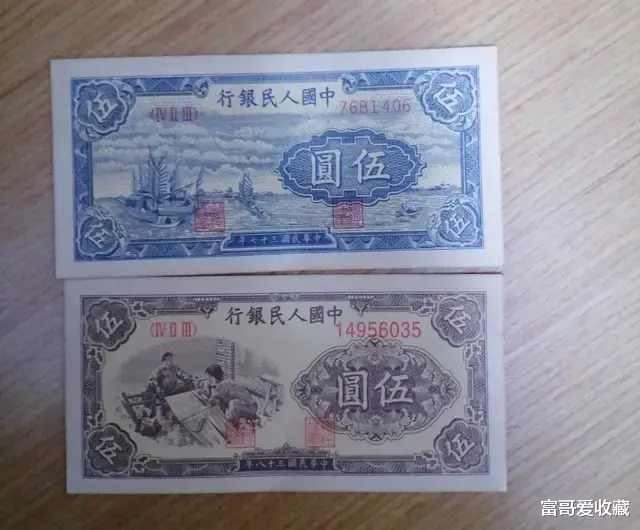 伍
中國人民銀行
伍
〈IV II III〉
7681406
伍圓
伍
中華民國三十八年
伍
伍
中國人民銀行
伍
〈IV II III〉
14956035
伍圓
伍
中華民國三十八年
伍
富哥爱收藏